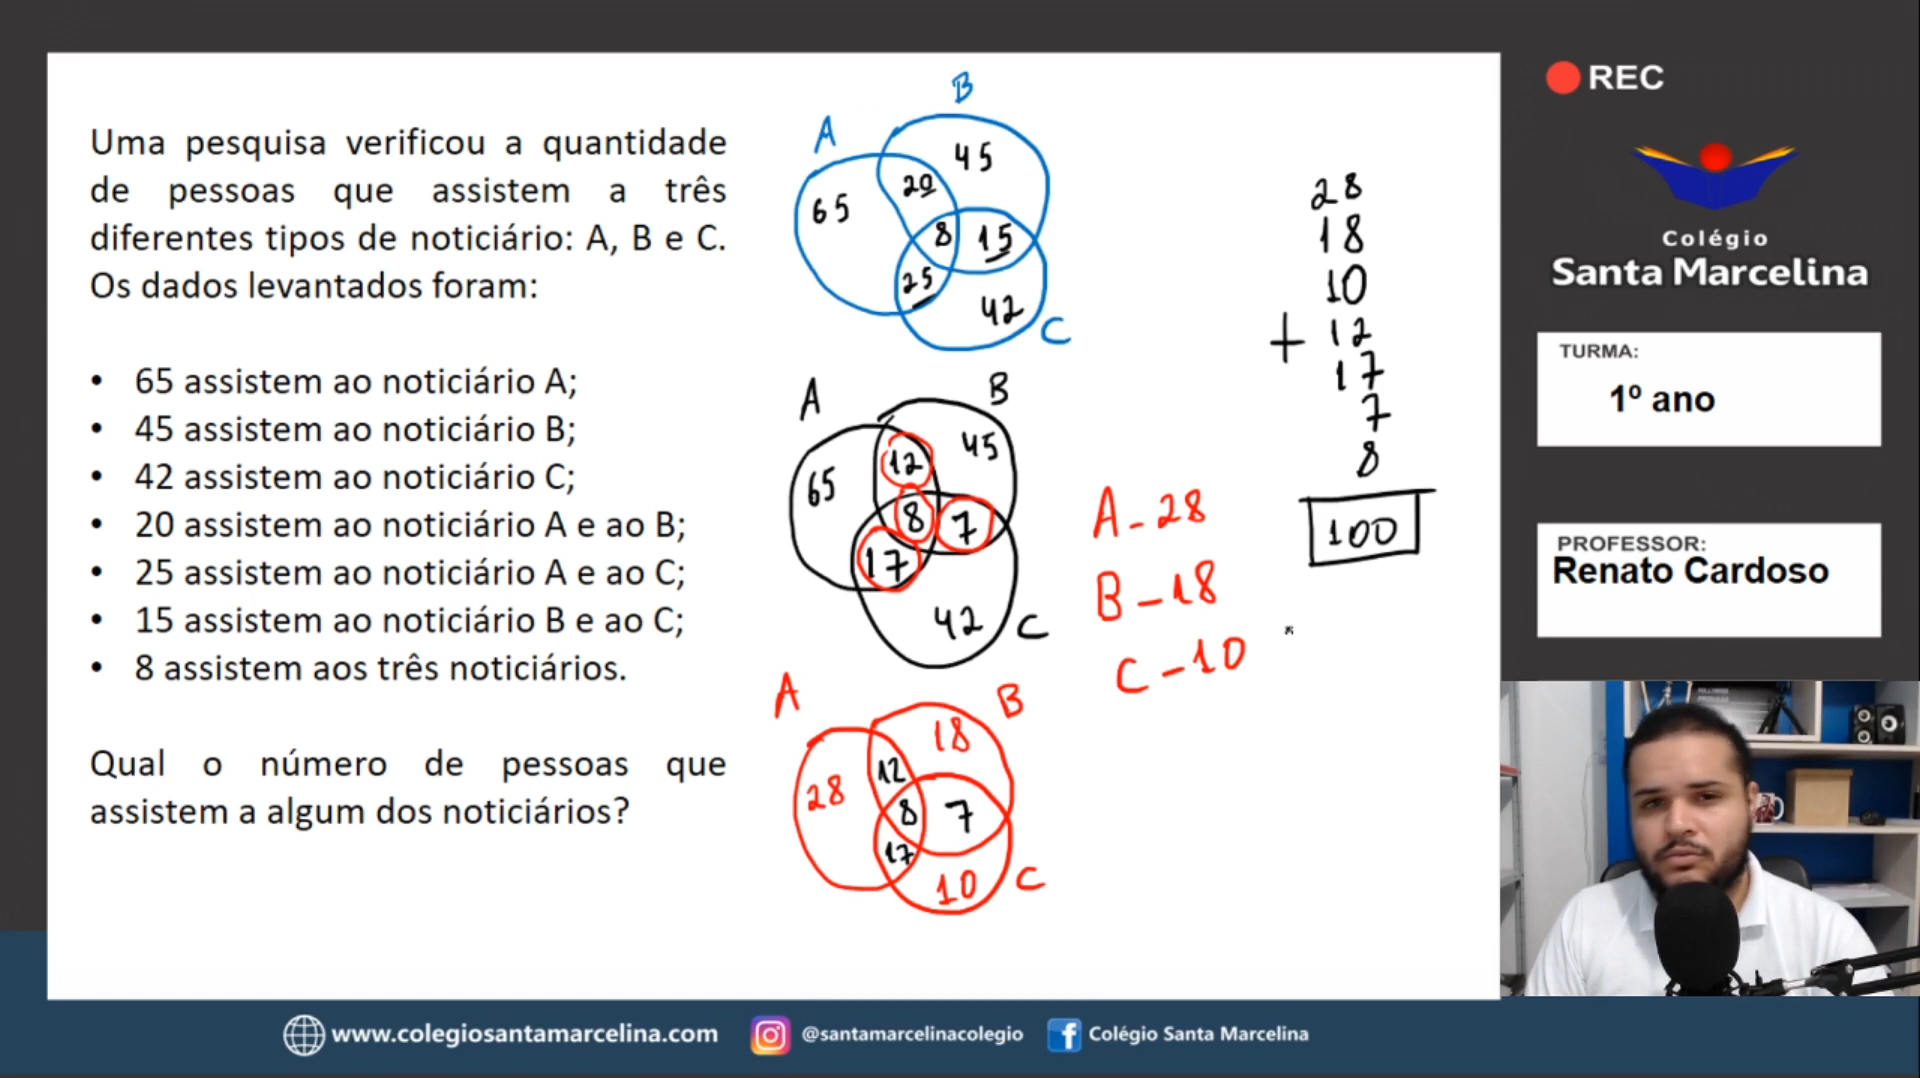 Uma pesquisa verificou a quantidade
de pessoas que assistem a três
diferentes tipos de noticiário: A, B e C.
Os dados levantados foram:
• 65 assistem ao noticiário A;
• 45 assistem ao noticiário B;
• 42 assistem ao noticiário C;
• 20 assistem ao noticiário A e ao B;
• 25 assistem ao noticiário A e ao C;
• 15 assistem ao noticiário B e ao C;
• 8 assistem aos três noticiários.
Qual o número de pessoas que
assistem a algum dos noticiários?
B
A
45
20
65
8 15
25
42
C
A B
12 45
65
8 7
17
42 C
A B
18
12
28
8 7
17
10 C
A - 28
B - 18
C - 10
28
18
10
+ 12
17
7
8
100
REC
Colégio
Santa Marcelina
TURMA:
1º ano
PROFESSOR:
Renato Cardoso
www.colegiosantamarcelina.com @santamarcelinacolegio Colégio Santa Marcelina